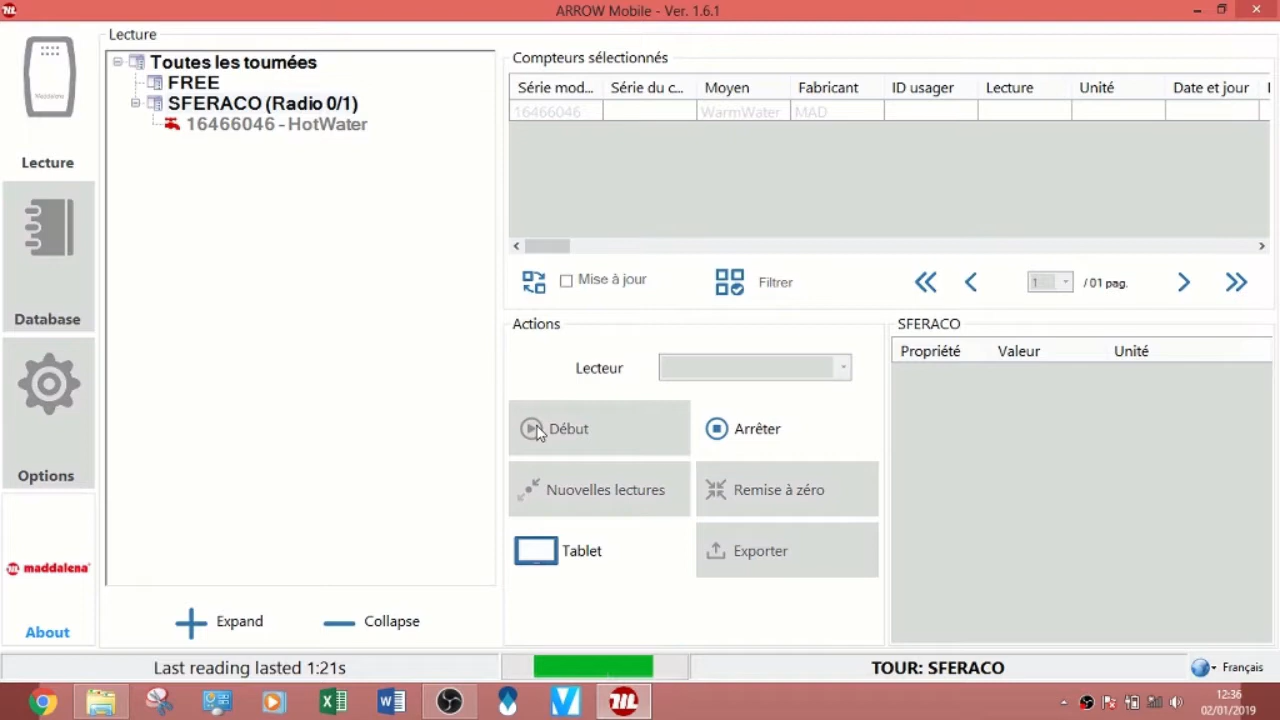 ARROW Mobile - Ver. 1.6.1
Lecture
Database
Options
maddalena
About
Lecture
Toutes les tournées
FREE
SFERACO (Radio 0/1)
16466046 - HotWater
Expand
Collapse
Compteurs sélectionnés
Série mod... Série du c... Moyen Fabricant ID usager Lecture Unité Date et jour
16466046 WarmWater MAD
Mise à jour
Filtrer
1 / 01 pag.
Actions
Lecteur
Début
Arrêter
Nuovelles lectures
Remise à zéro
Tablet
Exporter
SFERACO
Propriété Valeur Unité
Last reading lasted 1:21s
TOUR: SFERACO
Français
12:36
02/01/2019